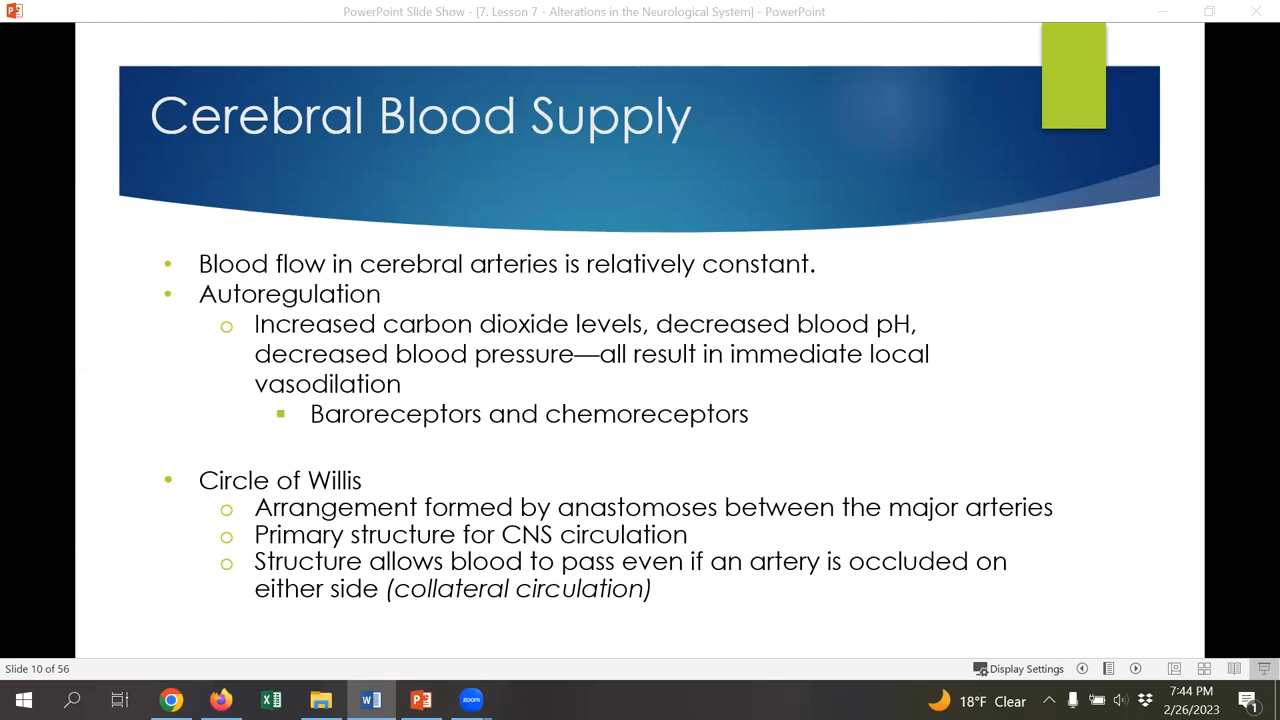 PowerPoint Slide Show - [7. Lesson 7 - Alterations in the Neurological System] - PowerPoint
Cerebral Blood Supply
• Blood flow in cerebral arteries is relatively constant.
• Autoregulation
o Increased carbon dioxide levels, decreased blood pH,
decreased blood pressure—all result in immediate local
vasodilation
▪ Baroreceptors and chemoreceptors
• Circle of Willis
o Arrangement formed by anastomoses between the major arteries
o Primary structure for CNS circulation
o Structure allows blood to pass even if an artery is occluded on
either side (collateral circulation)
Slide 10 of 56
Display Settings
zoom
18°F Clear
7:44 PM
2/26/2023
1